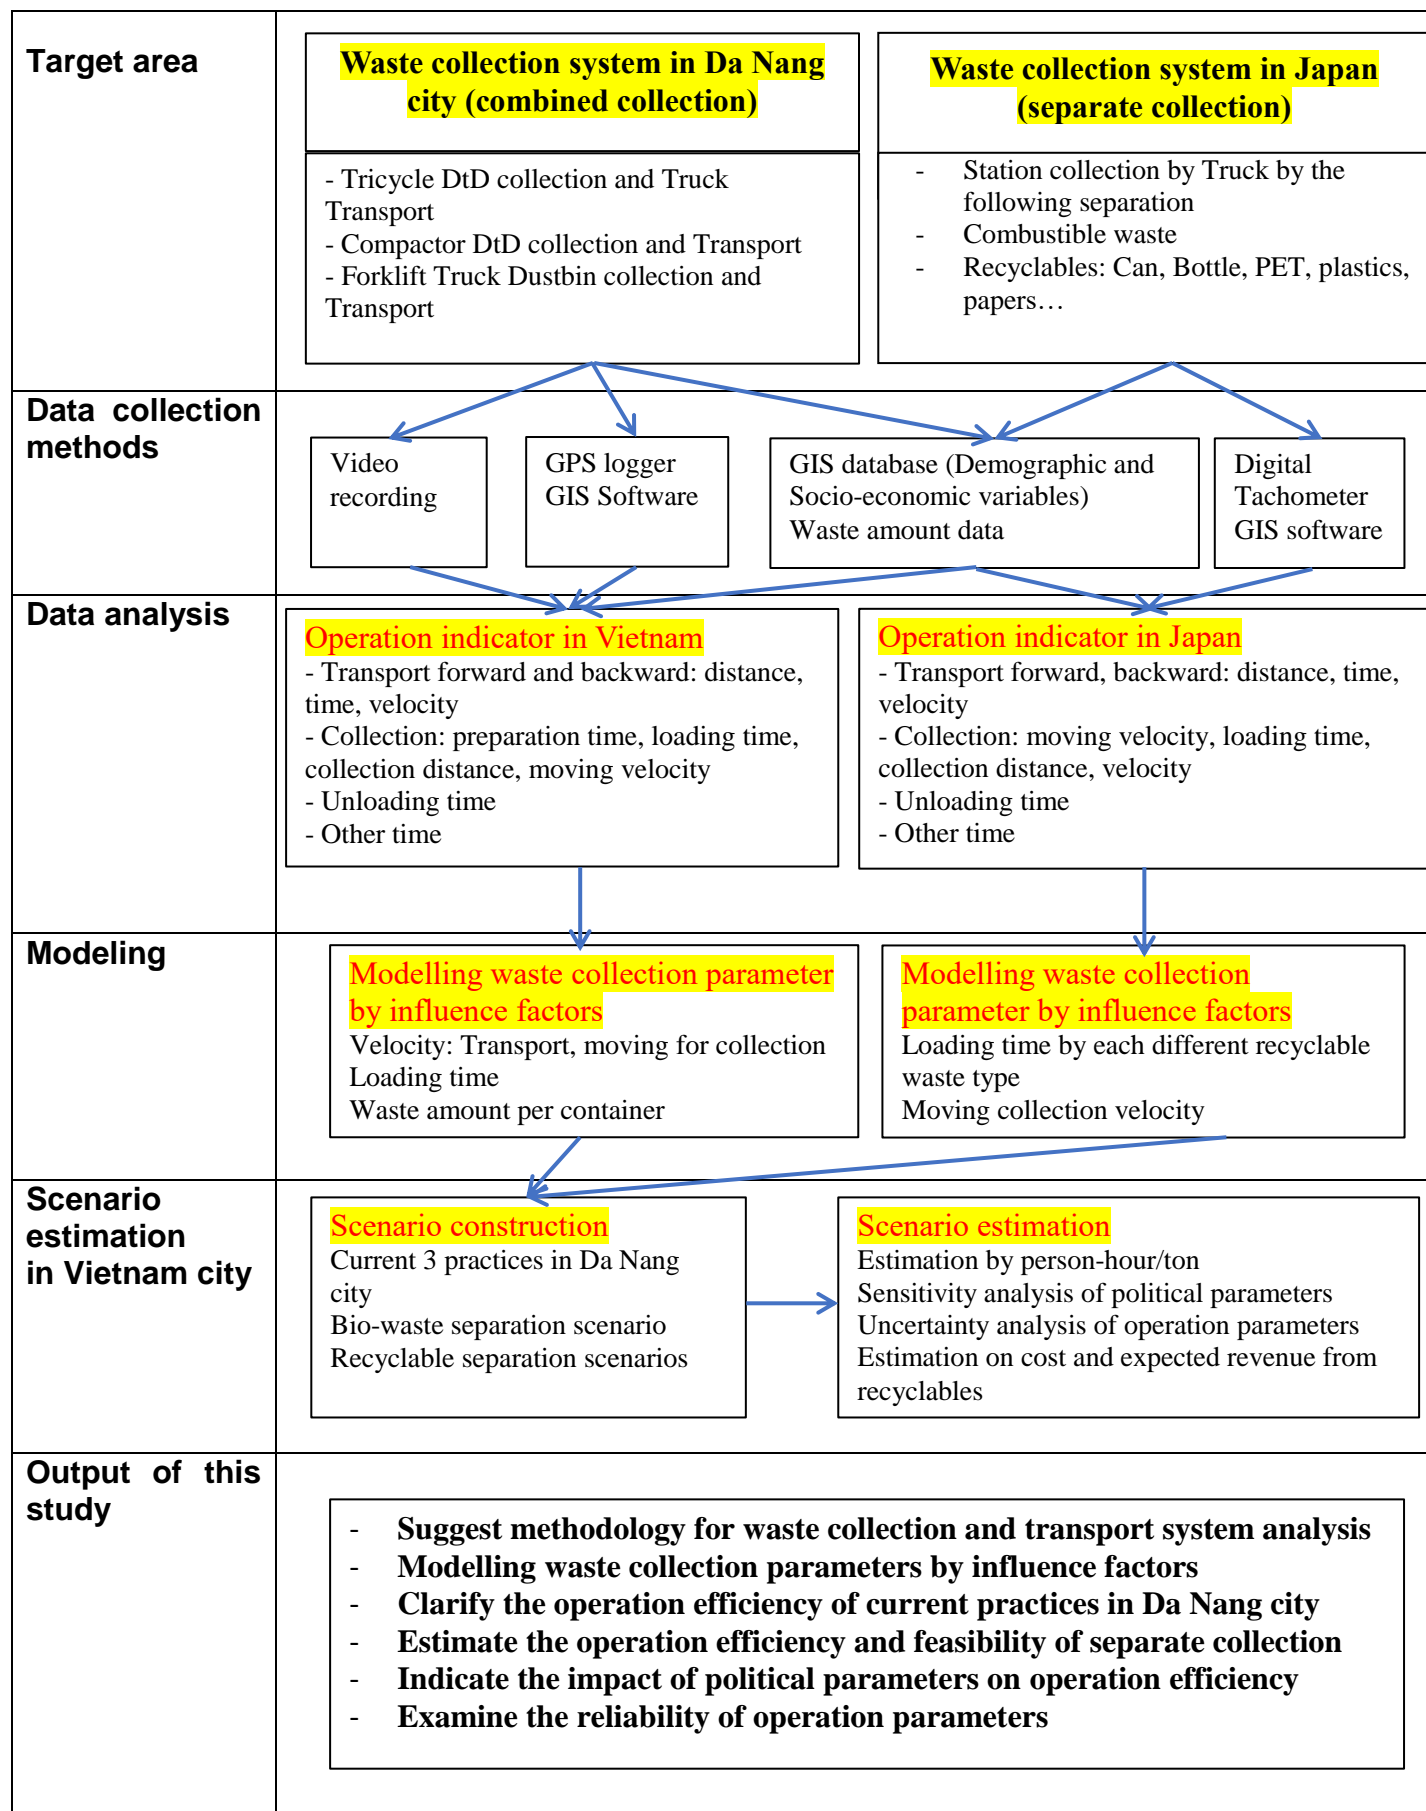 Target area
Waste collection system in Da Nang
city (combined collection)
Waste collection system in Japan
(separate collection)
- Tricycle DtD collection and Truck
Transport
- Compactor DtD collection and Transport
- Forklift Truck Dustbin collection and
Transport
- Station collection by Truck by the
following separation
- Combustible waste
- Recyclables: Can, Bottle, PET, plastics,
papers…
Data collection
methods
Video
recording
GPS logger
GIS Software
GIS database (Demographic and
Socio-economic variables)
Waste amount data
Digital
Tachometer
GIS software
Data analysis
Operation indicator in Vietnam
- Transport forward and backward: distance,
time, velocity
- Collection: preparation time, loading time,
collection distance, moving velocity
- Unloading time
- Other time
Operation indicator in Japan
- Transport forward, backward: distance, time,
velocity
- Collection: moving velocity, loading time,
collection distance, velocity
- Unloading time
- Other time
Modeling
Modelling waste collection parameter
by influence factors
Velocity: Transport, moving for collection
Loading time
Waste amount per container
Modelling waste collection
parameter by influence factors
Loading time by each different recyclable
waste type
Moving collection velocity
Scenario
estimation
in Vietnam city
Scenario construction
Current 3 practices in Da Nang
city
Bio-waste separation scenario
Recyclable separation scenarios
Scenario estimation
Estimation by person-hour/ton
Sensitivity analysis of political parameters
Uncertainty analysis of operation parameters
Estimation on cost and expected revenue from
recyclables
Output of this
study
- Suggest methodology for waste collection and transport system analysis
- Modelling waste collection parameters by influence factors
- Clarify the operation efficiency of current practices in Da Nang city
- Estimate the operation efficiency and feasibility of separate collection
- Indicate the impact of political parameters on operation efficiency
- Examine the reliability of operation parameters